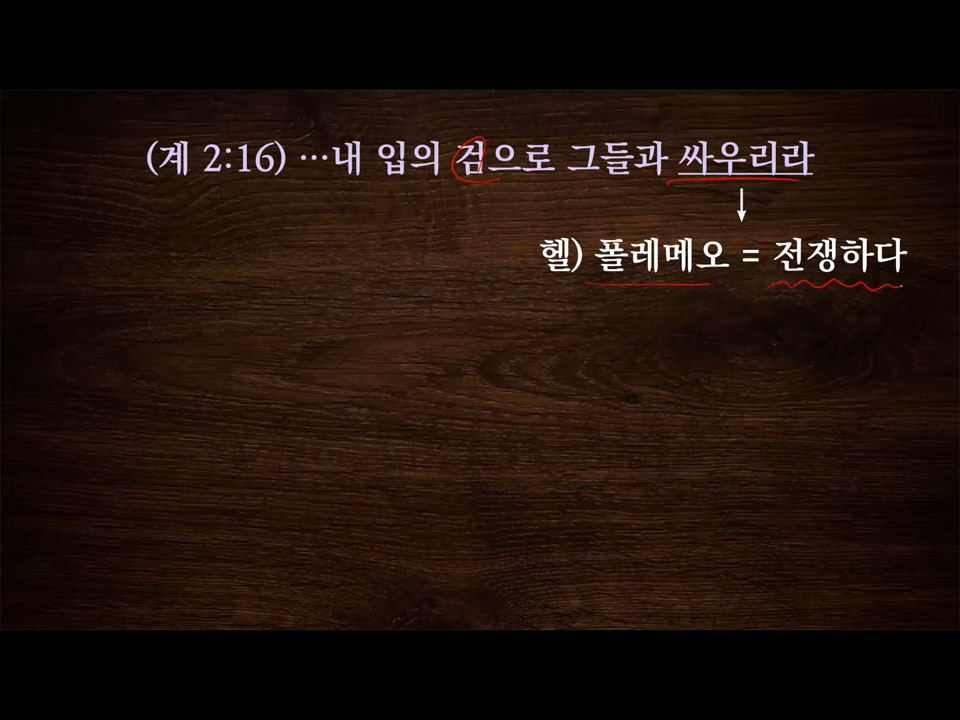 (계 2:16) …내 입의 검으로 그들과 싸우리라
헬) 폴레메오 = 전쟁하다